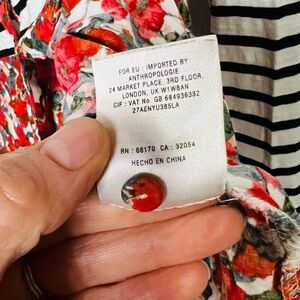 FOR EU : IMPORTED BY
ANTHROPOLOGIE
24 MARKET PLACE, 3RD FLOOR,
LONDON, UK W1W8AN
CIF : VAT No. GB 684936332
27AENYU385LA
RN : 66170 CA : 32054
HECHO EN CHINA